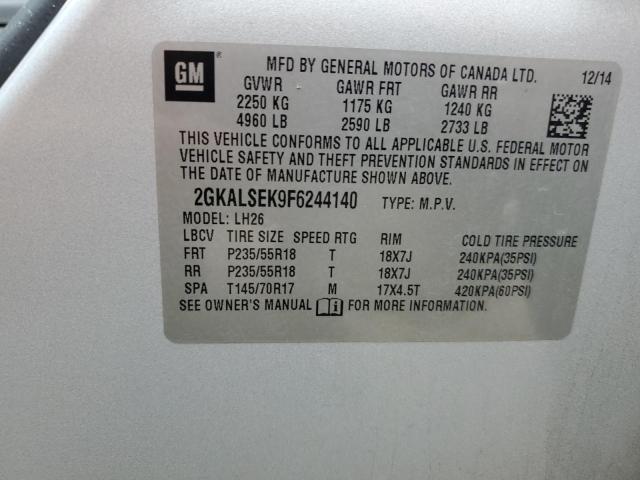 GM
MFD BY GENERAL MOTORS OF CANADA LTD. 12/14
GVWR GAWR FRT GAWR RR
2250 KG 1175 KG 1240 KG
4960 LB 2590 LB 2733 LB
THIS VEHICLE CONFORMS TO ALL APPLICABLE U.S. FEDERAL MOTOR
VEHICLE SAFETY AND THEFT PREVENTION STANDARDS IN EFFECT ON
THE DATE OF MANUFACTURE SHOWN ABOVE.
2GKALSEK9F6244140 TYPE: M.P.V.
MODEL: LH26
LBCV TIRE SIZE SPEED RTG RIM COLD TIRE PRESSURE
FRT P235/55R18 T 18X7J 240KPA(35PSI)
RR P235/55R18 T 18X7J 240KPA(35PSI)
SPA T145/70R17 M 17X4.5T 420KPA(60PSI)
SEE OWNER'S MANUAL FOR MORE INFORMATION.